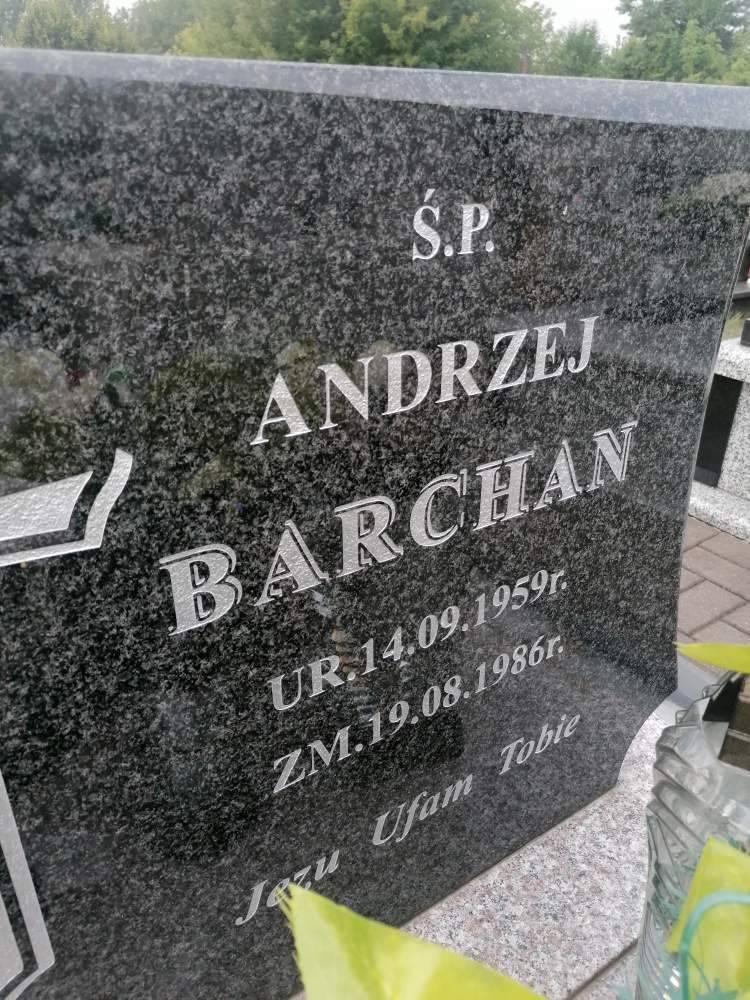 Ś.P.
ANDRZEJ
BARCHAN
UR.14.09.1959r.
ZM.19.08.1986r.
Jezu Ufam Tobie